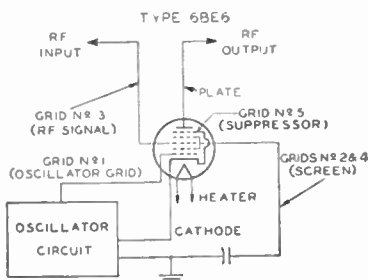 TYPE 6BE6
RF
INPUT
RF
OUTPUT
PLATE
GRID Nº 3
(RF SIGNAL)
GRID Nº 5
(SUPPRESSOR)
GRID Nº 1
(OSCILLATOR GRID)
GRIDS Nº 2 & 4
(SCREEN)
HEATER
CATHODE
OSCILLATOR
CIRCUIT